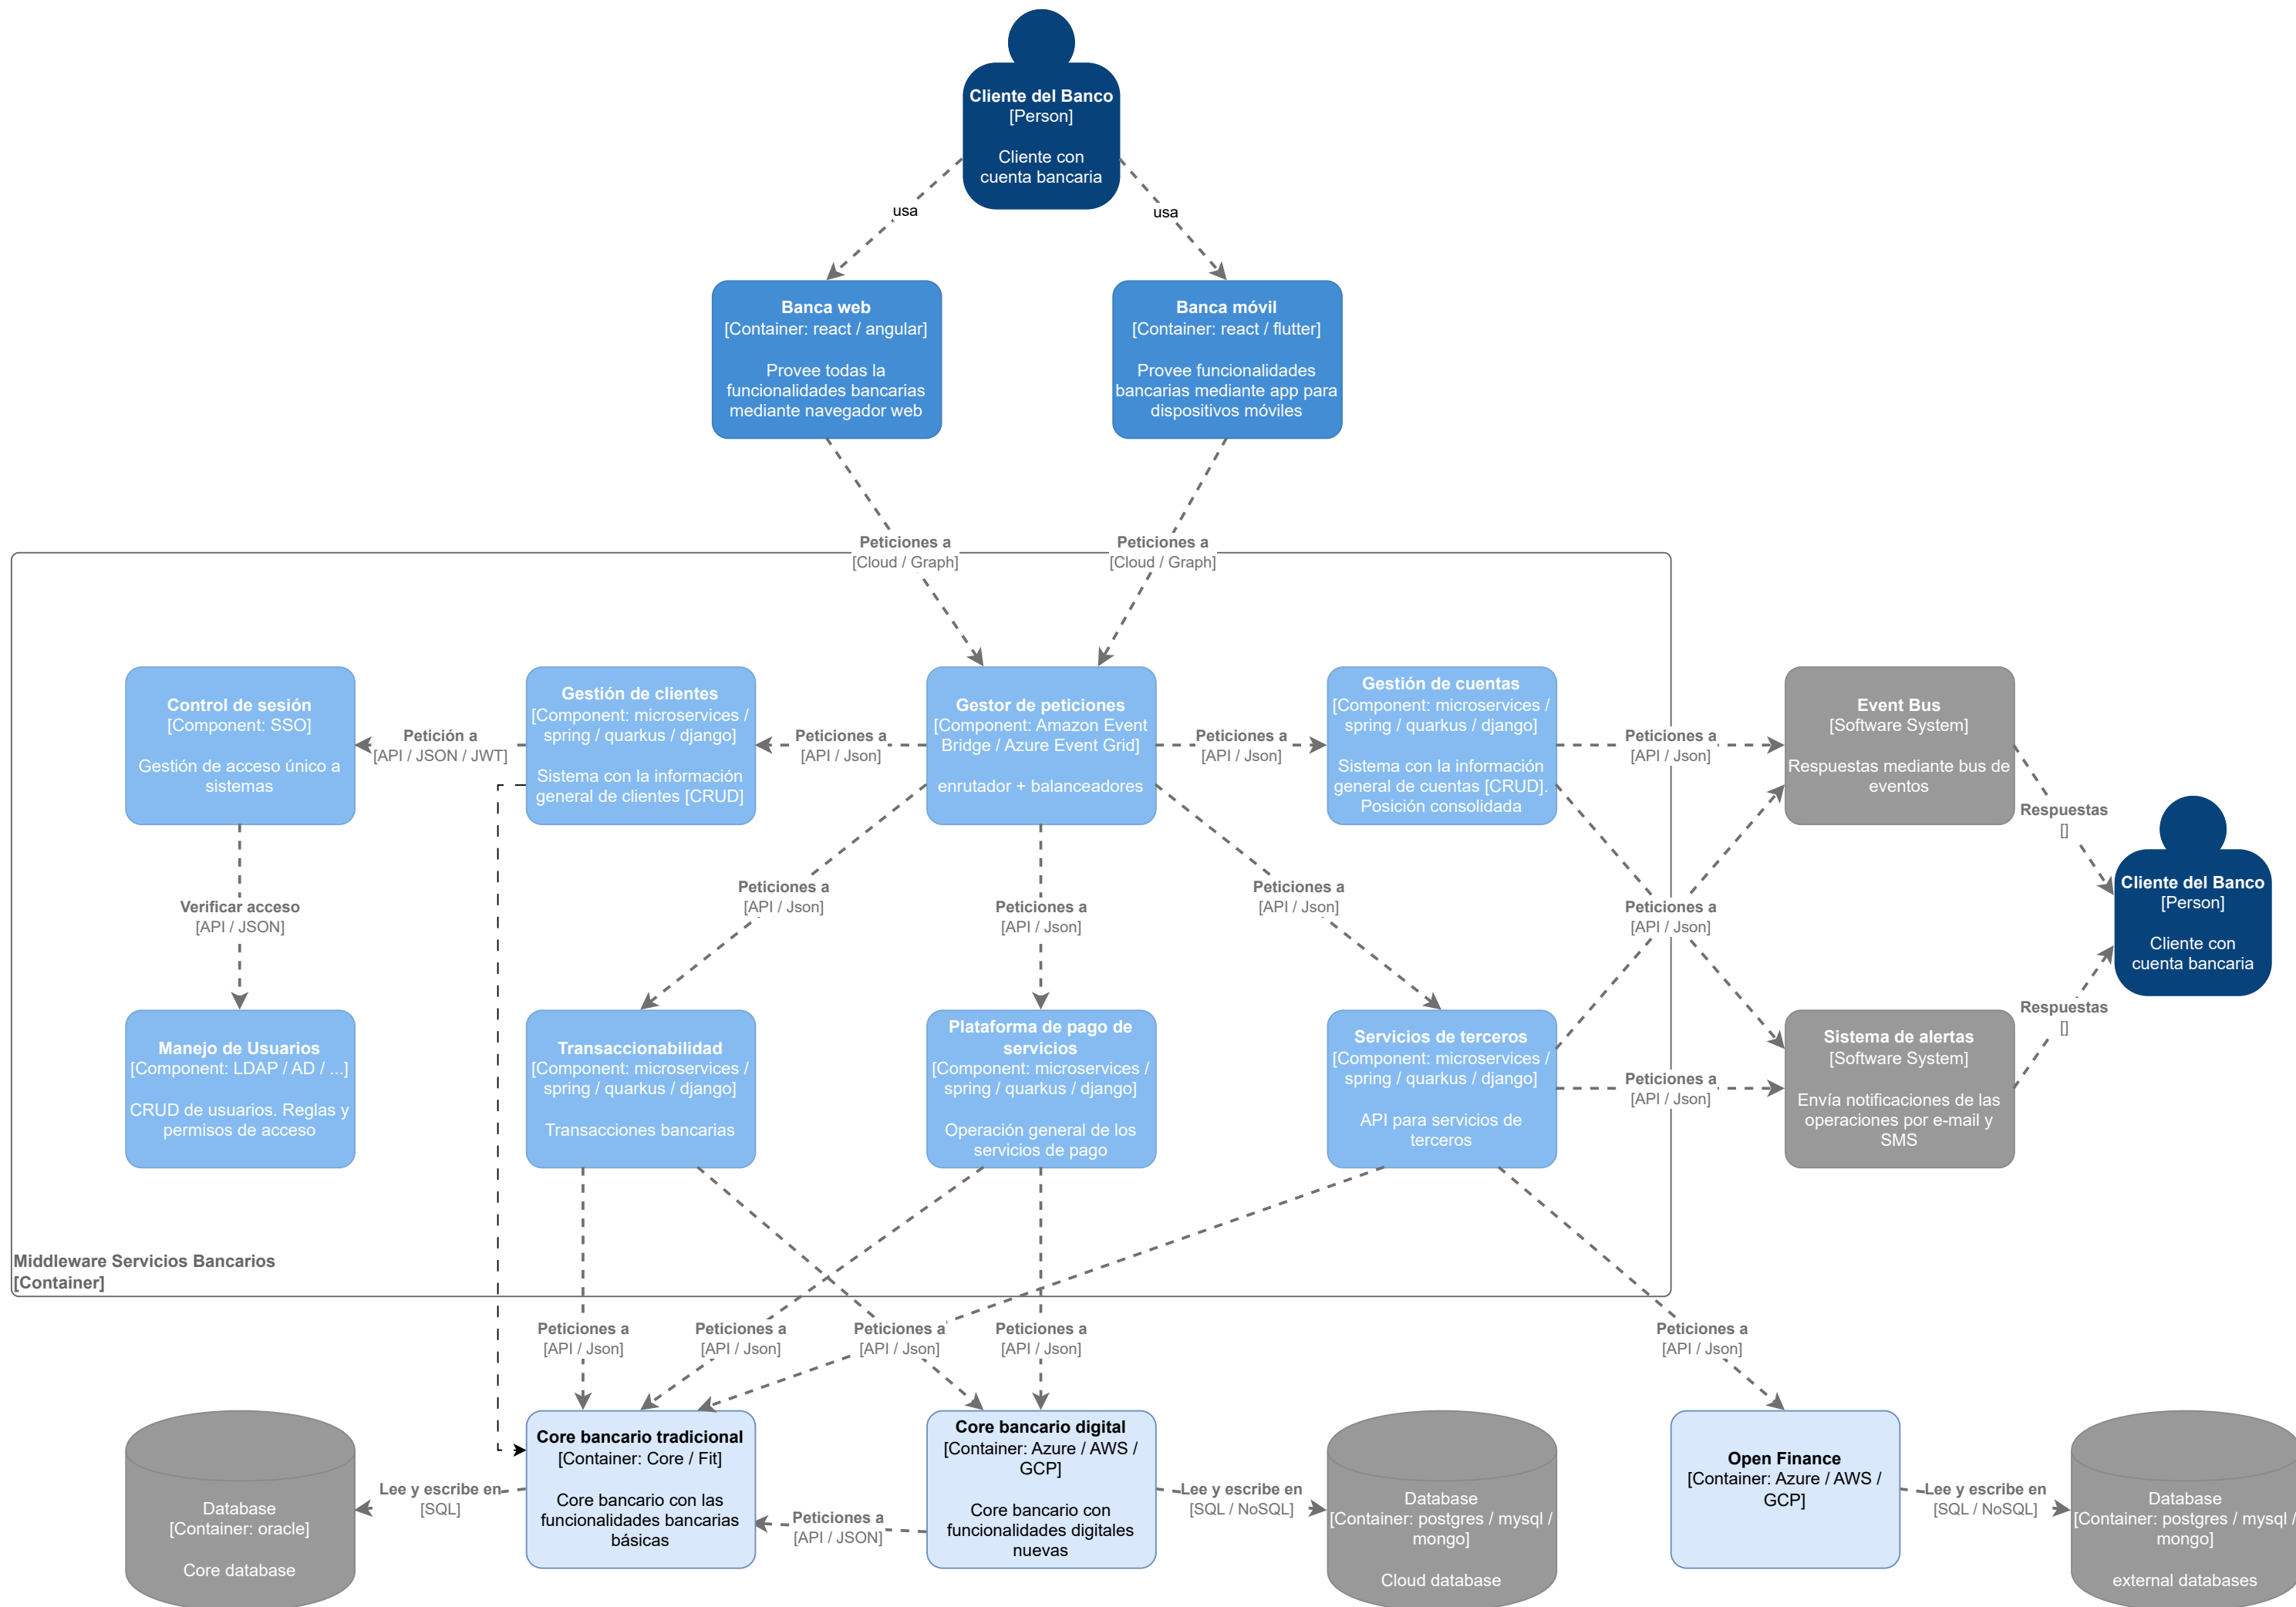 Cliente del Banco
[Person]
Cliente con
cuenta bancaria
usa
usa
Banca web
[Container: react / angular]
Provee todas la
funcionalidades bancarias
mediante navegador web
Banca móvil
[Container: react / flutter]
Provee funcionalidades
bancarias mediante app para
dispositivos móviles
Peticiones a
[Cloud / Graph]
Peticiones a
[Cloud / Graph]
Control de sesión
[Component: SSO]
Gestión de acceso único a
sistemas
Petición a
[API / JSON / JWT]
Gestión de clientes
[Component: microservices /
spring / quarkus / django]
Sistema con la información
general de clientes [CRUD]
Peticiones a
[API / Json]
Gestor de peticiones
[Component: Amazon Event
Bridge / Azure Event Grid]
enrutador + balanceadores
Peticiones a
[API / Json]
Gestión de cuentas
[Component: microservices /
spring / quarkus / django]
Sistema con la información
general de cuentas [CRUD].
Posición consolidada
Peticiones a
[API / Json]
Event Bus
[Software System]
Respuestas mediante bus de
eventos
Respuestas
[]
Cliente del Banco
[Person]
Cliente con
cuenta bancaria
Verificar acceso
[API / JSON]
Peticiones a
[API / Json]
Peticiones a
[API / Json]
Peticiones a
[API / Json]
Peticiones a
[API / Json]
Respuestas
[]
Manejo de Usuarios
[Component: LDAP / AD / ...]
CRUD de usuarios. Reglas y
permisos de acceso
Transaccionabilidad
[Component: microservices /
spring / quarkus / django]
Transacciones bancarias
Plataforma de pago de
servicios
[Component: microservices /
spring / quarkus / django]
Operación general de los
servicios de pago
Servicios de terceros
[Component: microservices /
spring / quarkus / django]
API para servicios de
terceros
Peticiones a
[API / Json]
Sistema de alertas
[Software System]
Envía notificaciones de las
operaciones por e-mail y
SMS
Middleware Servicios Bancarios
[Container]
Peticiones a
[API / Json]
Peticiones a
[API / Json]
Peticiones a
[API / Json]
Peticiones a
[API / Json]
Peticiones a
[API / Json]
Database
[Container: oracle]
Core database
Lee y escribe en
[SQL]
Core bancario tradicional
[Container: Core / Fit]
Core bancario con las
funcionalidades bancarias
básicas
Peticiones a
[API / JSON]
Core bancario digital
[Container: Azure / AWS /
GCP]
Core bancario con
funcionalidades digitales
nuevas
Lee y escribe en
[SQL / NoSQL]
Database
[Container: postgres / mysql /
mongo]
Cloud database
Open Finance
[Container: Azure / AWS /
GCP]
Lee y escribe en
[SQL / NoSQL]
Database
[Container: postgres / mysql /
mongo]
external databases